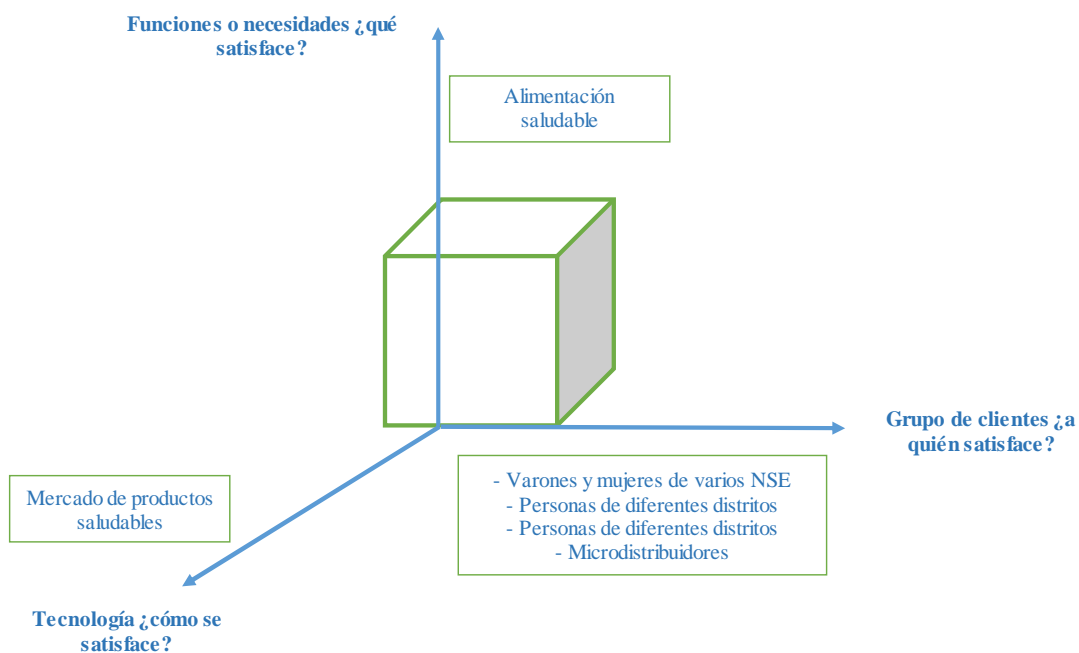 Funciones o necesidades ¿qué
satisface?
Alimentación
saludable
Grupo de clientes ¿a
quién satisface?
- Varones y mujeres de varios NSE
- Personas de diferentes distritos
- Personas de diferentes distritos
- Microdistribuidores
Mercado de productos
saludables
Tecnología ¿cómo se
satisface?